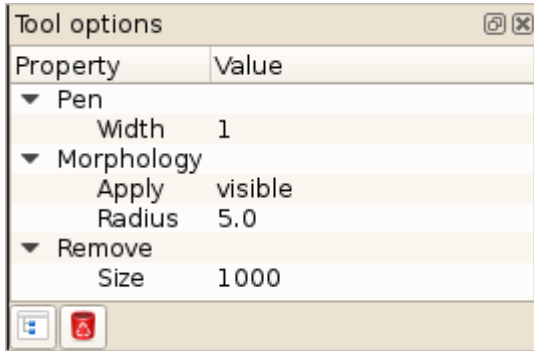 Tool options
Property Value
Pen
Width 1
Morphology
Apply visible
Radius 5.0
Remove
Size 1000